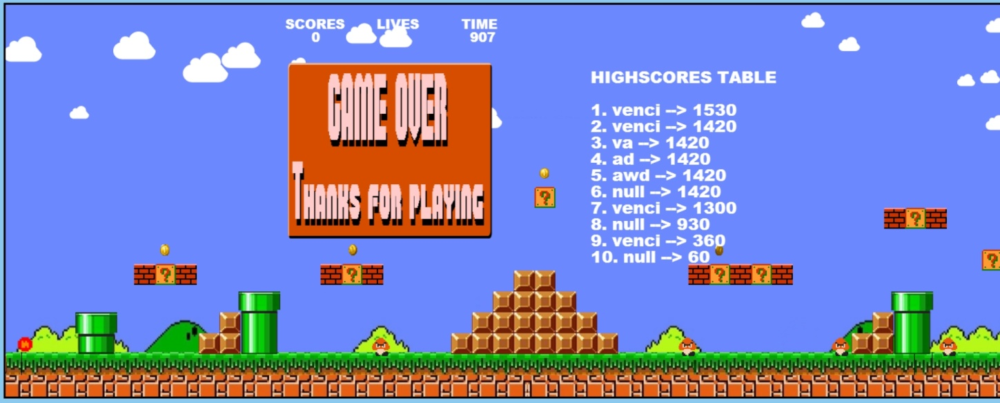 SCORES LIVES TIME
0 907
GAME OVER
THANKS FOR PLAYING
HIGHSCORES TABLE
1. venci --> 1530
2. venci --> 1420
3. va --> 1420
4. ad --> 1420
5. awd --> 1420
6. null --> 1420
7. venci --> 1300
8. null --> 930
9. venci --> 360
10. null --> 60
?
?
?
?
?
?
?